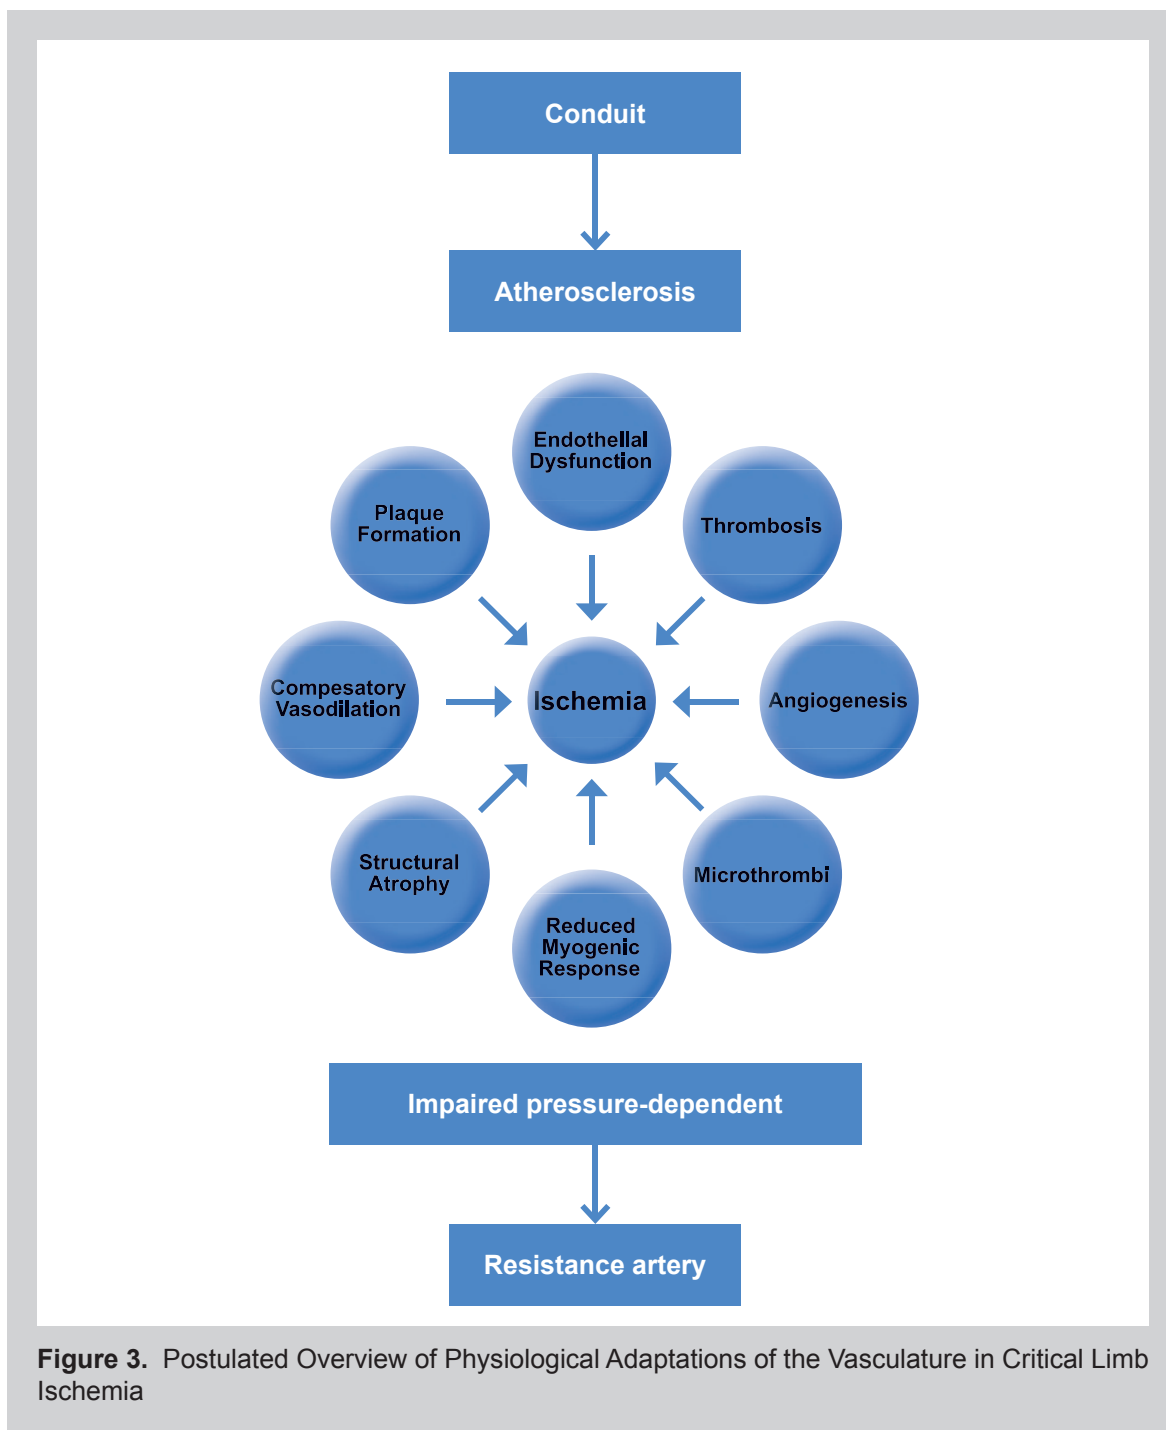 Conduit
Atherosclerosis
Endothellal
Dysfunction
Plaque
Formation
Thrombosis
Compesatory
Vasodilation
Ischemia
Angiogenesis
Structural
Atrophy
Microthrombi
Reduced
Myogenic
Response
Impaired pressure-dependent
Resistance artery
Figure 3. Postulated Overview of Physiological Adaptations of the Vasculature in Critical Limb
Ischemia